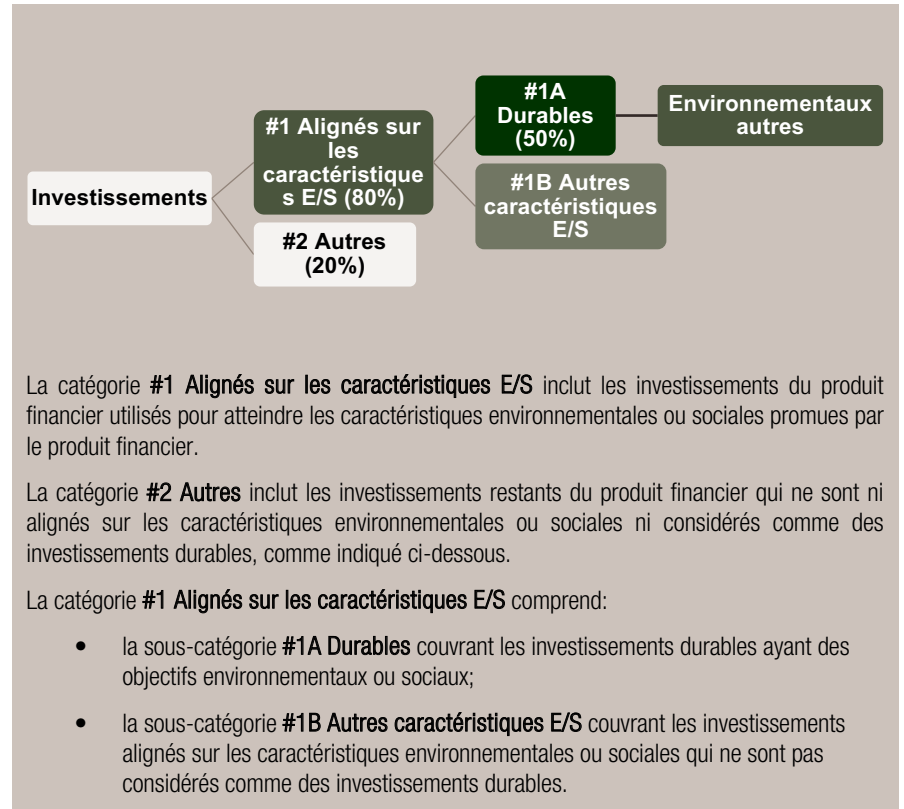 Investissements
#1 Alignés sur
les
caractéristique
s E/S (80%)
#2 Autres
(20%)
#1A
Durables
(50%)
#1B Autres
caractéristiques
E/S
Environnementaux
autres
La catégorie #1 Alignés sur les caractéristiques E/S inclut les investissements du produit
financier utilisés pour atteindre les caractéristiques environnementales ou sociales promues par
le produit financier.
La catégorie #2 Autres inclut les investissements restants du produit financier qui ne sont ni
alignés sur les caractéristiques environnementales ou sociales ni considérés comme des
investissements durables, comme indiqué ci-dessous.
La catégorie #1 Alignés sur les caractéristiques E/S comprend:
• la sous-catégorie #1A Durables couvrant les investissements durables ayant des
objectifs environnementaux ou sociaux;
• la sous-catégorie #1B Autres caractéristiques E/S couvrant les investissements
alignés sur les caractéristiques environnementales ou sociales qui ne sont pas
considérés comme des investissements durables.